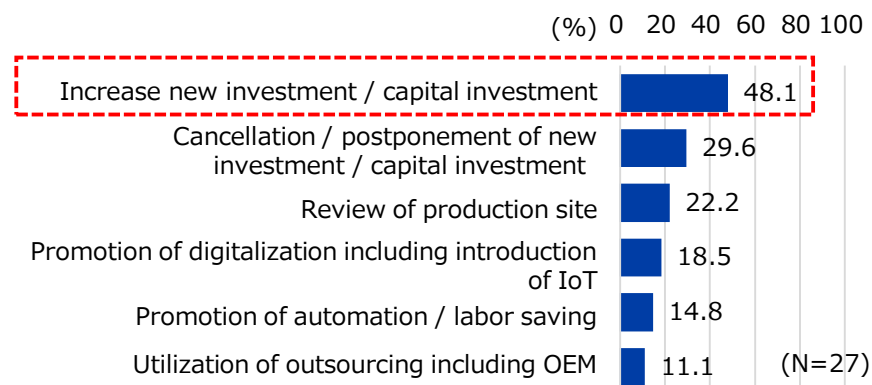 (%) 0 20 40 60 80 100
Increase new investment / capital investment 48.1
Cancellation / postponement of new
investment / capital investment 29.6
Review of production site 22.2
Promotion of digitalization including introduction
of IoT 18.5
Promotion of automation / labor saving 14.8
Utilization of outsourcing including OEM 11.1 (N=27)